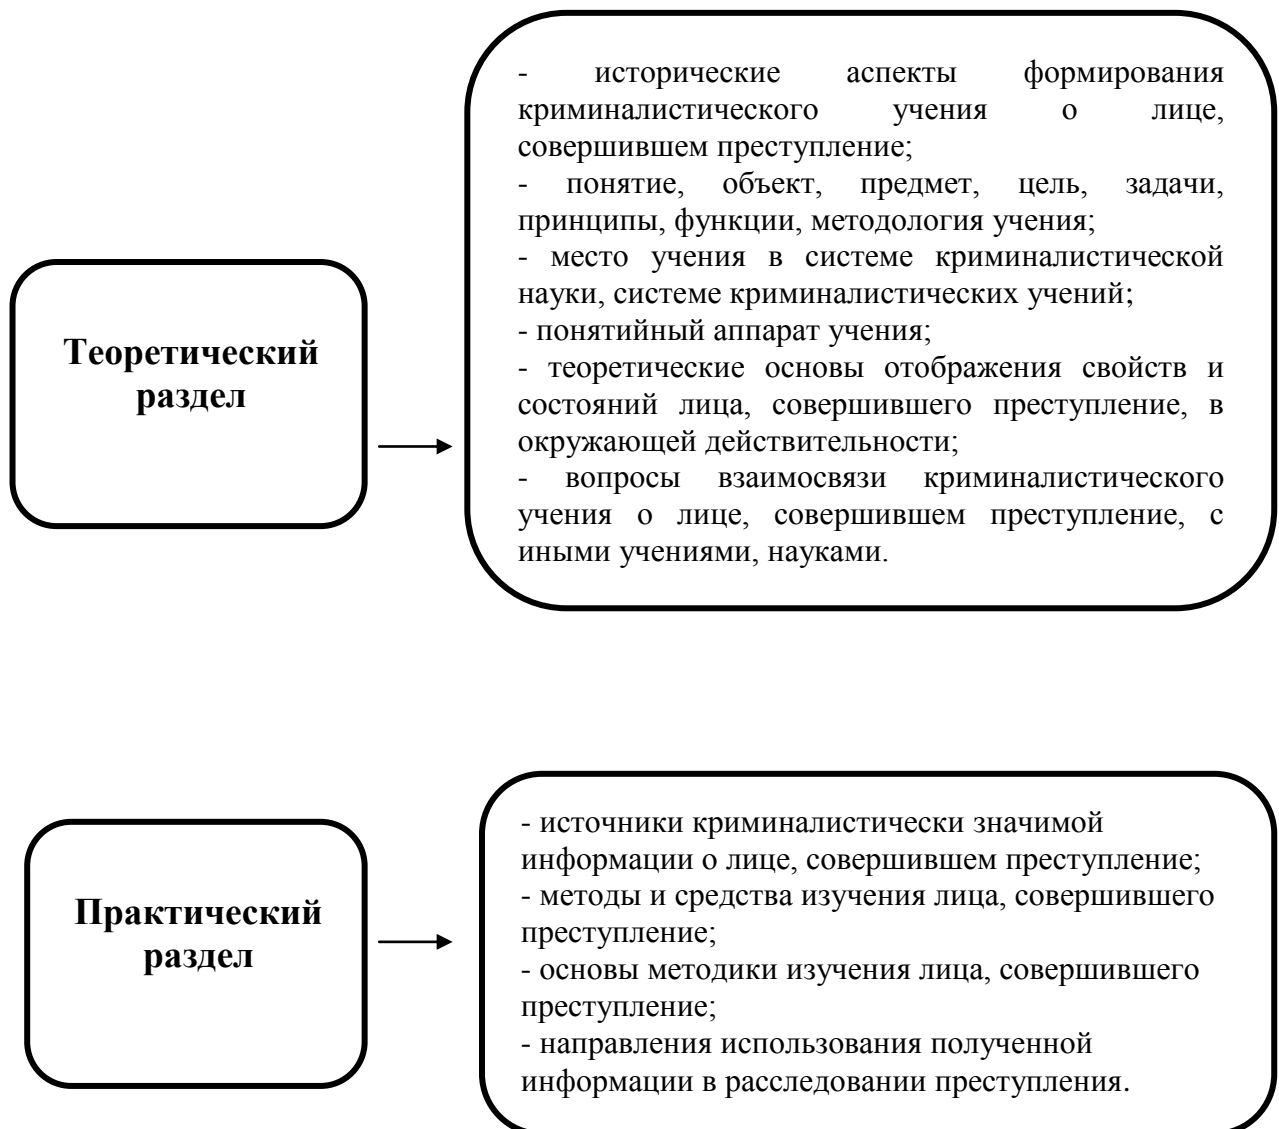 Теоретический
раздел
- исторические аспекты формирования
криминалистического учения о лице,
совершившем преступление;
- понятие, объект, предмет, цель, задачи,
принципы, функции, методология учения;
- место учения в системе криминалистической
науки, системе криминалистических учений;
- понятийный аппарат учения;
- теоретические основы отображения свойств и
состояний лица, совершившего преступление, в
окружающей действительности;
- вопросы взаимосвязи криминалистического
учения о лице, совершившем преступление, с
иными учениями, науками.
Практический
раздел
- источники криминалистически значимой
информации о лице, совершившем преступление;
- методы и средства изучения лица, совершившего
преступление;
- основы методики изучения лица, совершившего
преступление;
- направления использования полученной
информации в расследовании преступления.